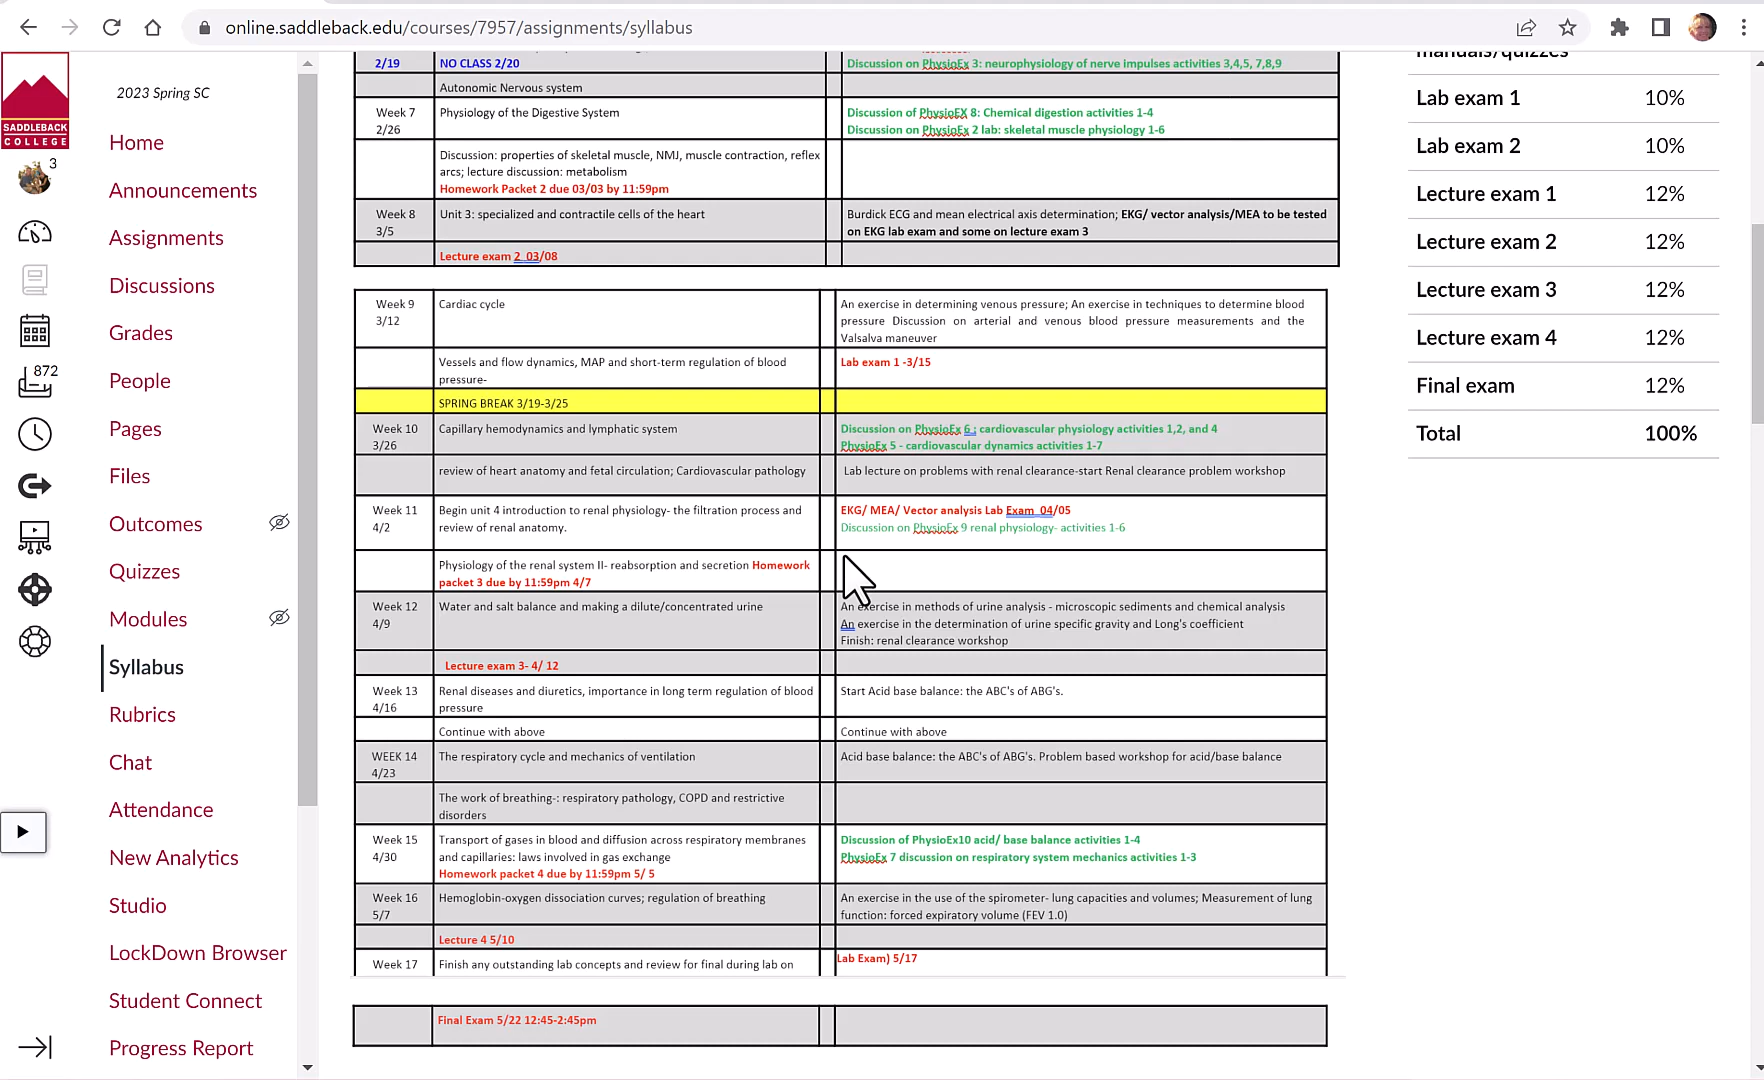 online.saddleback.edu/courses/7957/assignments/syllabus
SADDLEBACK
COLLEGE
3
872
2023 Spring SC
Home
Announcements
Assignments
Discussions
Grades
People
Pages
Files
Outcomes
Quizzes
Modules
Syllabus
Rubrics
Chat
Attendance
New Analytics
Studio
LockDown Browser
Student Connect
Progress Report
2/19
NO CLASS 2/20
Discussion on PhysioEx 3: neurophysiology of nerve impulses activities 3,4,5, 7,8,9
Autonomic Nervous system
Week 7
2/26
Physiology of the Digestive System
Discussion of PhysioEX 8: Chemical digestion activities 1-4
Discussion on PhysioEx 2 lab: skeletal muscle physiology 1-6
Discussion: properties of skeletal muscle, NMJ, muscle contraction, reflex
arcs; lecture discussion: metabolism
Homework Packet 2 due 03/03 by 11:59pm
Week 8
3/5
Unit 3: specialized and contractile cells of the heart
Burdick ECG and mean electrical axis determination; EKG/ vector analysis/MEA to be tested
on EKG lab exam and some on lecture exam 3
Lecture exam 2 03/08
Week 9
3/12
Cardiac cycle
An exercise in determining venous pressure; An exercise in techniques to determine blood
pressure Discussion on arterial and venous blood pressure measurements and the
Valsalva maneuver
Vessels and flow dynamics, MAP and short-term regulation of blood
pressure-
Lab exam 1 -3/15
SPRING BREAK 3/19-3/25
Week 10
3/26
Capillary hemodynamics and lymphatic system
Discussion on PhysioEx 6 : cardiovascular physiology activities 1,2, and 4
PhysioEx 5 - cardiovascular dynamics activities 1-7
review of heart anatomy and fetal circulation; Cardiovascular pathology
Lab lecture on problems with renal clearance-start Renal clearance problem workshop
Week 11
4/2
Begin unit 4 introduction to renal physiology- the filtration process and
review of renal anatomy.
EKG/ MEA/ Vector analysis Lab Exam 04/05
Discussion on PhysioEx 9 renal physiology- activities 1-6
Physiology of the renal system II- reabsorption and secretion Homework
packet 3 due by 11:59pm 4/7
Week 12
4/9
Water and salt balance and making a dilute/concentrated urine
An exercise in methods of urine analysis - microscopic sediments and chemical analysis
An exercise in the determination of urine specific gravity and Long's coefficient
Finish: renal clearance workshop
Lecture exam 3- 4/ 12
Week 13
4/16
Renal diseases and diuretics, importance in long term regulation of blood
pressure
Start Acid base balance: the ABC's of ABG's.
Continue with above
Continue with above
WEEK 14
4/23
The respiratory cycle and mechanics of ventilation
Acid base balance: the ABC's of ABG's. Problem based workshop for acid/base balance
The work of breathing-: respiratory pathology, COPD and restrictive
disorders
Week 15
4/30
Transport of gases in blood and diffusion across respiratory membranes
and capillaries: laws involved in gas exchange
Homework packet 4 due by 11:59pm 5/ 5
Discussion of PhysioEx10 acid/ base balance activities 1-4
PhysioEx 7 discussion on respiratory system mechanics activities 1-3
Week 16
5/7
Hemoglobin-oxygen dissociation curves; regulation of breathing
An exercise in the use of the spirometer- lung capacities and volumes; Measurement of lung
function: forced expiratory volume (FEV 1.0)
Lecture 4 5/10
Week 17
Finish any outstanding lab concepts and review for final during lab on
Lab Exam) 5/17
Final Exam 5/22 12:45-2:45pm
manuals/quizzes
Lab exam 1 10%
Lab exam 2 10%
Lecture exam 1 12%
Lecture exam 2 12%
Lecture exam 3 12%
Lecture exam 4 12%
Final exam 12%
Total 100%